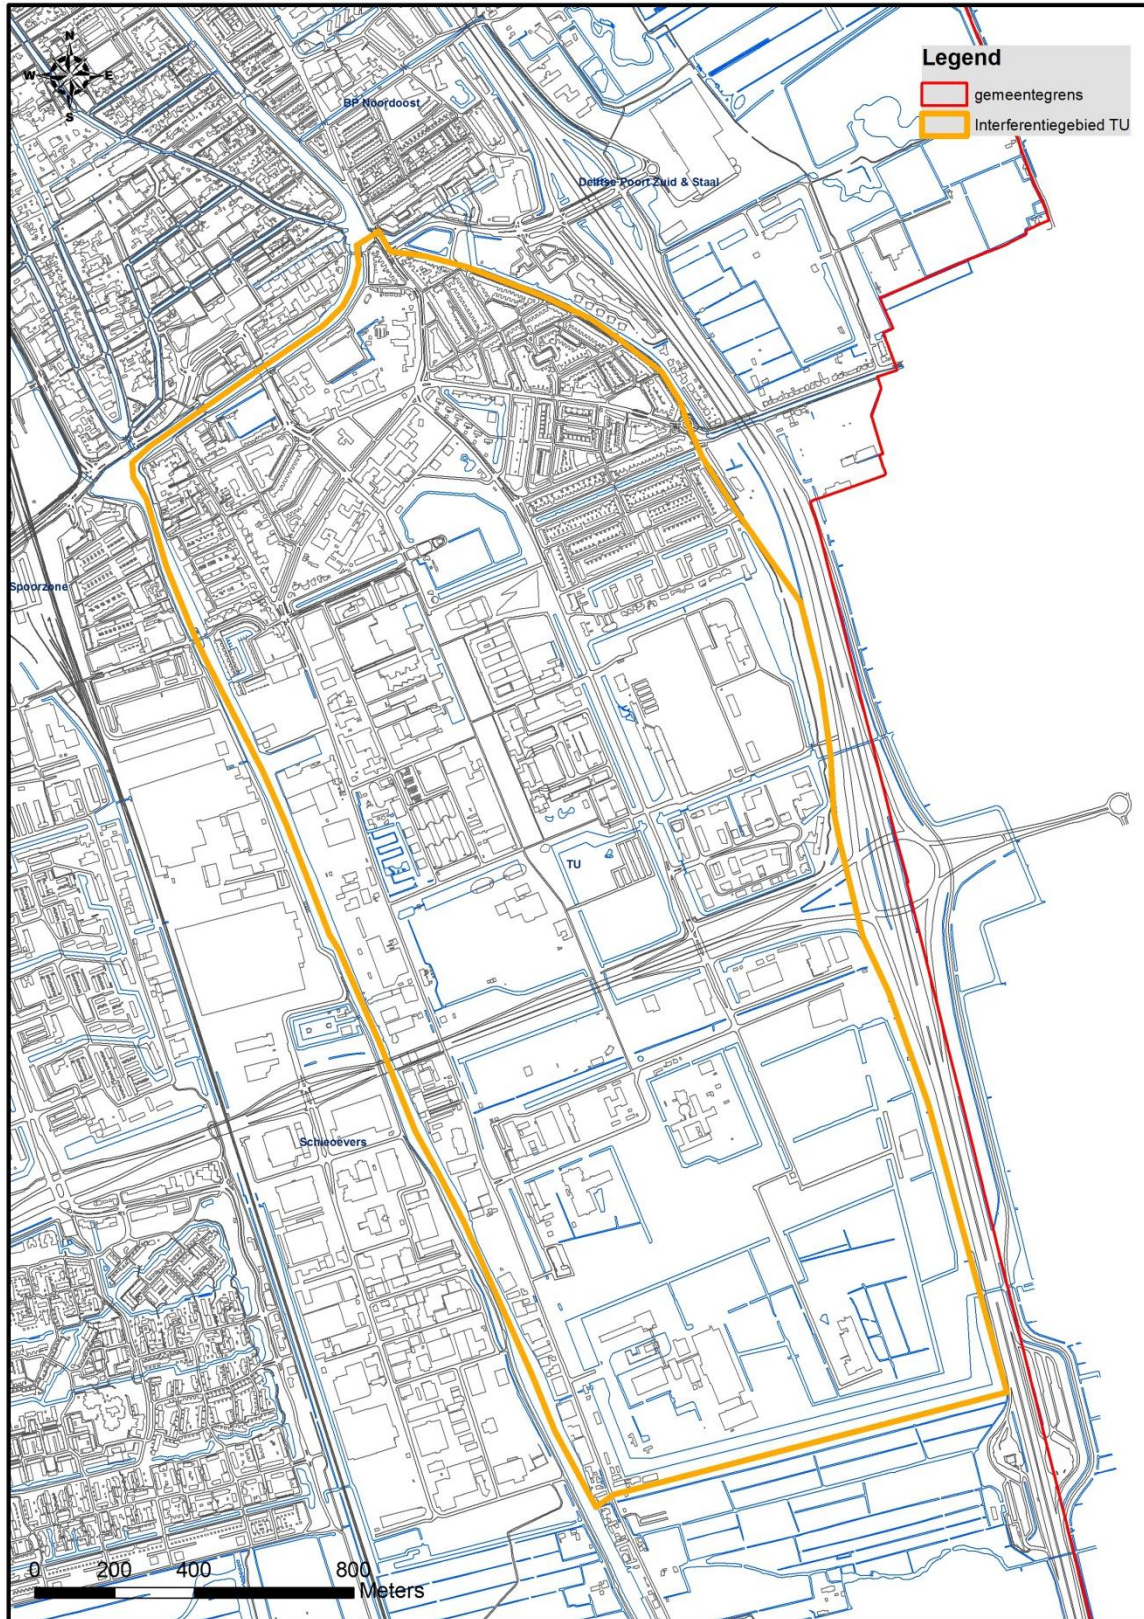 N
W E
S
Legend
gemeentegrens
Interferentiegebied TU
BP Noordoost
Delftse Poort Zuid & Staal
Spoorzone
TU
Schieoevers
0 200 400 800
Meters